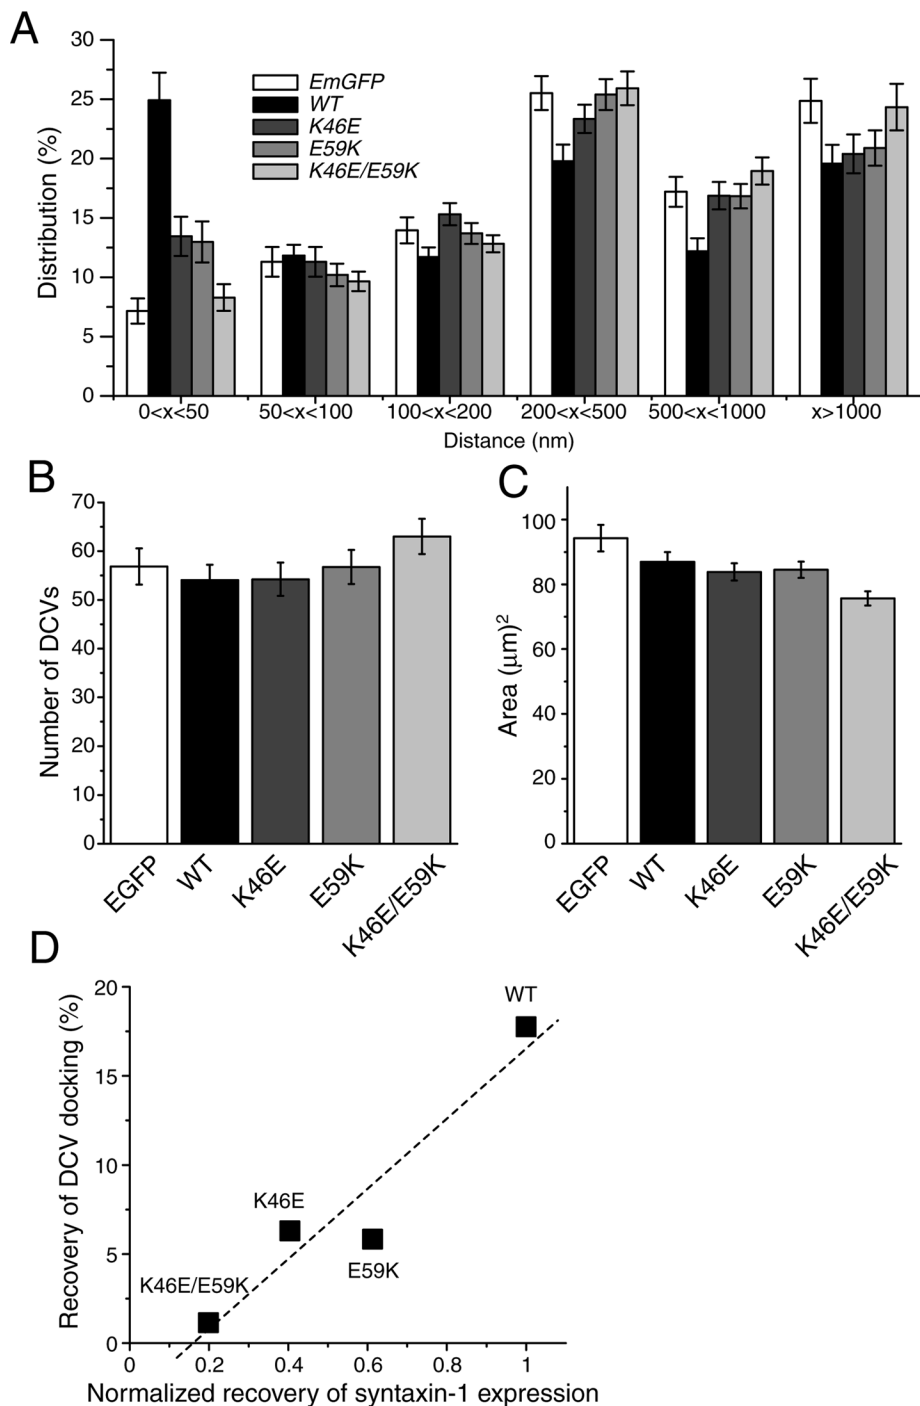 A
30
25
20
15
10
5
0
Distribution (%)
EmGFP
WT
K46E
E59K
K46E/E59K
0<x<50 50<x<100 100<x<200 200<x<500 500<x<1000 x>1000
Distance (nm)
B
70
60
50
40
30
20
10
0
Number of DCVs
EGFP WT K46E E59K K46E/E59K
C
100
80
60
40
20
0
Area (μm)²
EGFP WT K46E E59K K46E/E59K
D
20
15
10
5
0
Recovery of DCV docking (%)
WT
K46E
E59K
K46E/E59K
0 0.2 0.4 0.6 0.8 1
Normalized recovery of syntaxin-1 expression